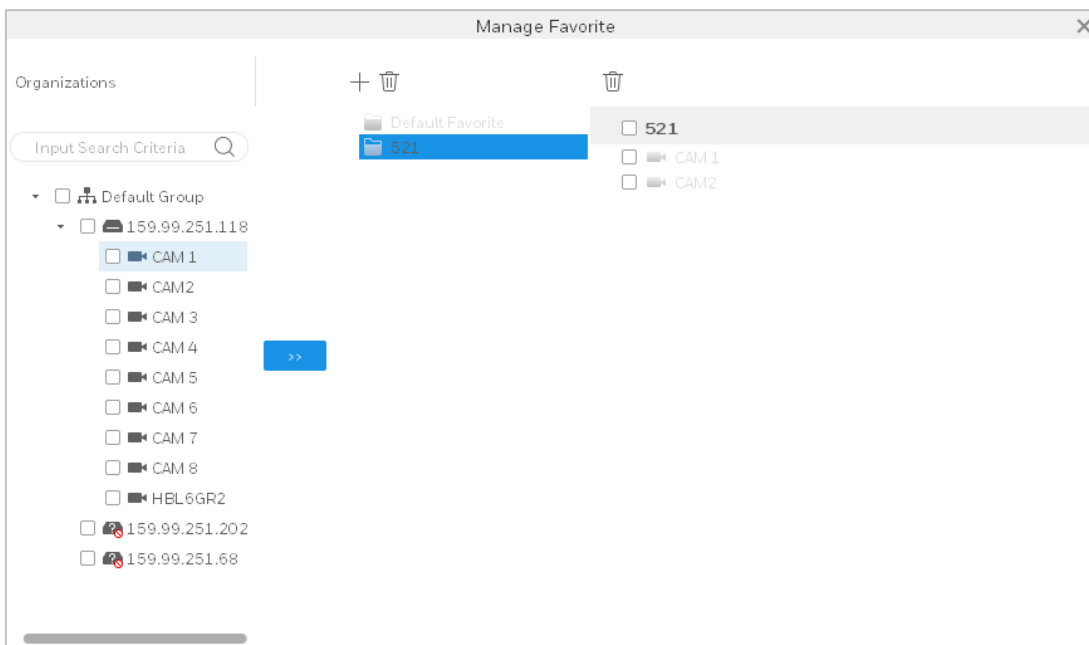 Manage Favorite
Organizations
Input Search Criteria
Default Group
159.99.251.118
CAM 1
CAM2
CAM 3
CAM 4
CAM 5
CAM 6
CAM 7
CAM 8
HBL6GR2
159.99.251.202
159.99.251.68
>>
Default Favorite
521
521
CAM 1
CAM2